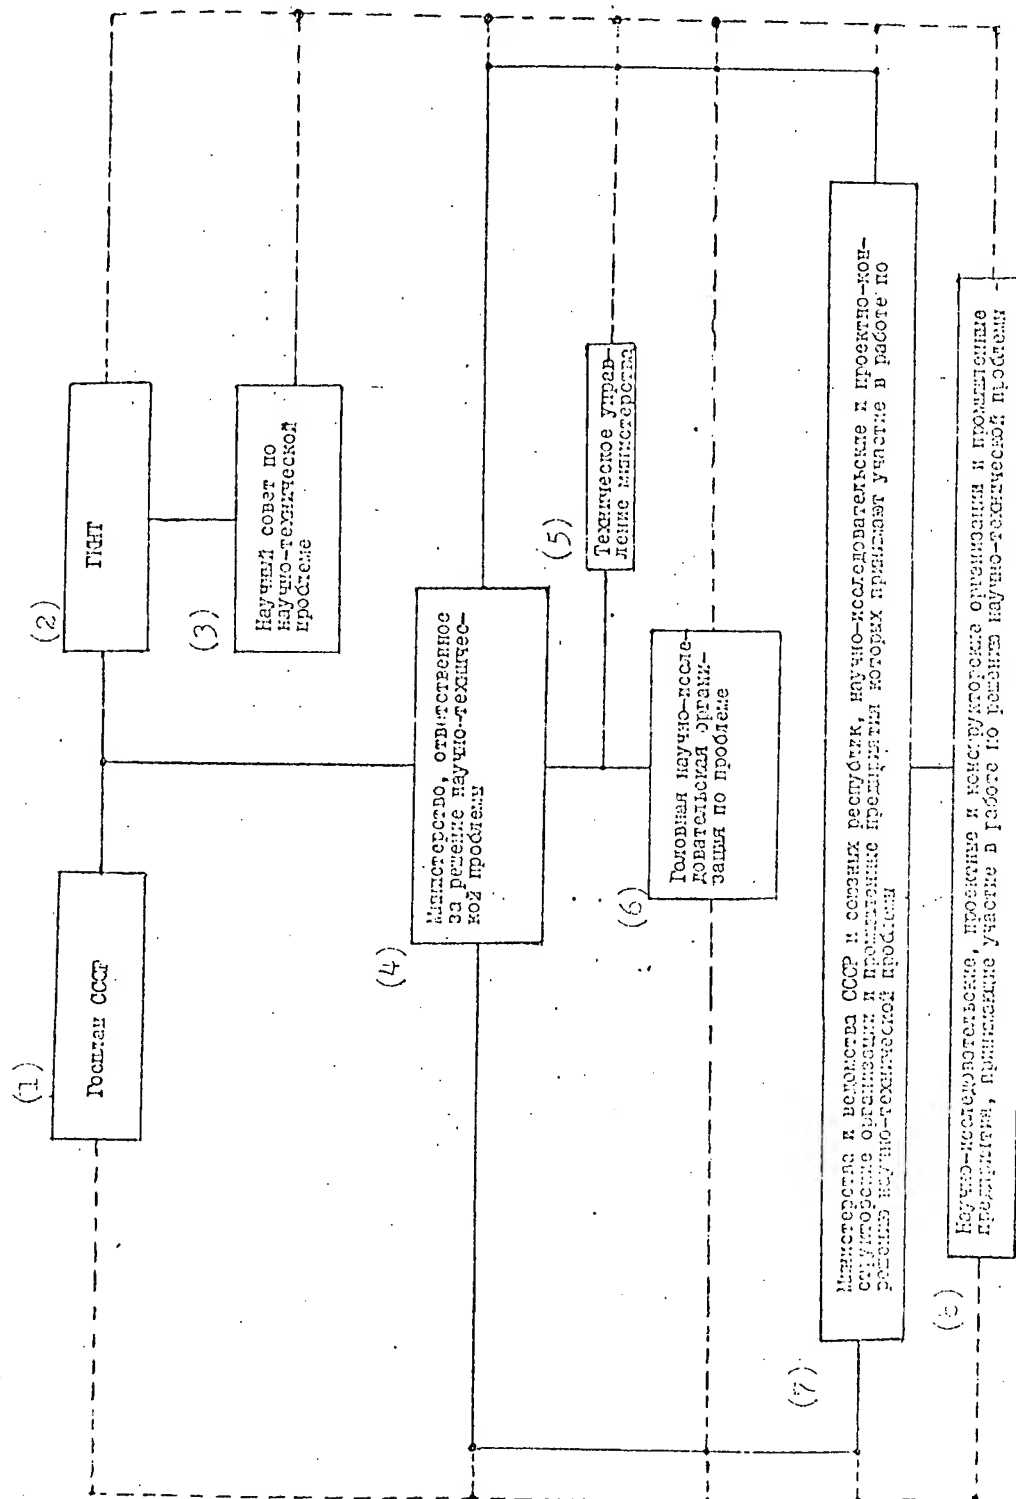 (1)
Госплан СССР
(2)
ГКНТ
(3)
Научный совет по
научно-технической
проблеме
(4)
Министерство, ответственное
за решение научно-техничес-
кой проблемы
(5)
Техническое управ-
ление министерства
(6)
Головная научно-иссле-
довательская органи-
зация по проблеме
(7)
Министерства и ведомства СССР и союзных республик, научно-исследовательские и проектно-кон-
структорские организации и промышленные предприятия которых принимают участие в работе по
решению научно-технической проблемы
(8)
Научно-исследовательские, проектные и конструкторские организации и промышленные
предприятия, принимающие участие в работе по решению научно-технической проблемы